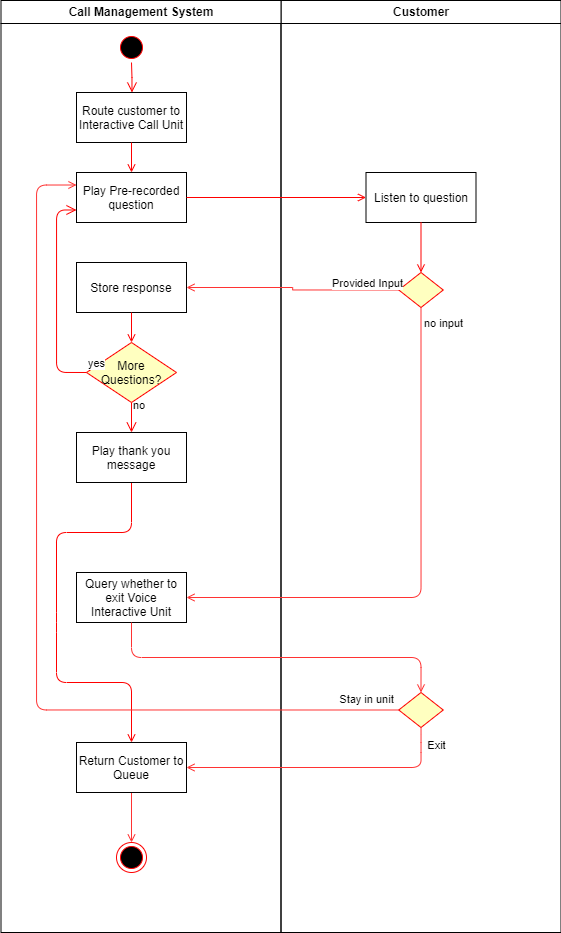 Call Management System
Customer
Route customer to
Interactive Call Unit
Play Pre-recorded
question
Listen to question
Store response
Provided Input
no input
yes
More
Questions?
no
Play thank you
message
Query whether to
exit Voice
Interactive Unit
Stay in unit
Exit
Return Customer to
Queue